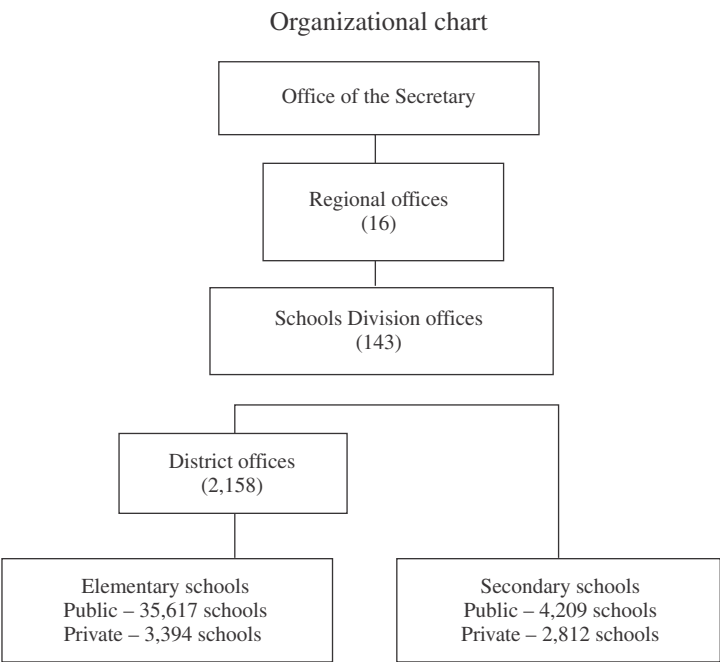 Organizational chart
Office of the Secretary
Regional offices
(16)
Schools Division offices
(143)
District offices
(2,158)
Elementary schools
Public – 35,617 schools
Private – 3,394 schools
Secondary schools
Public – 4,209 schools
Private – 2,812 schools